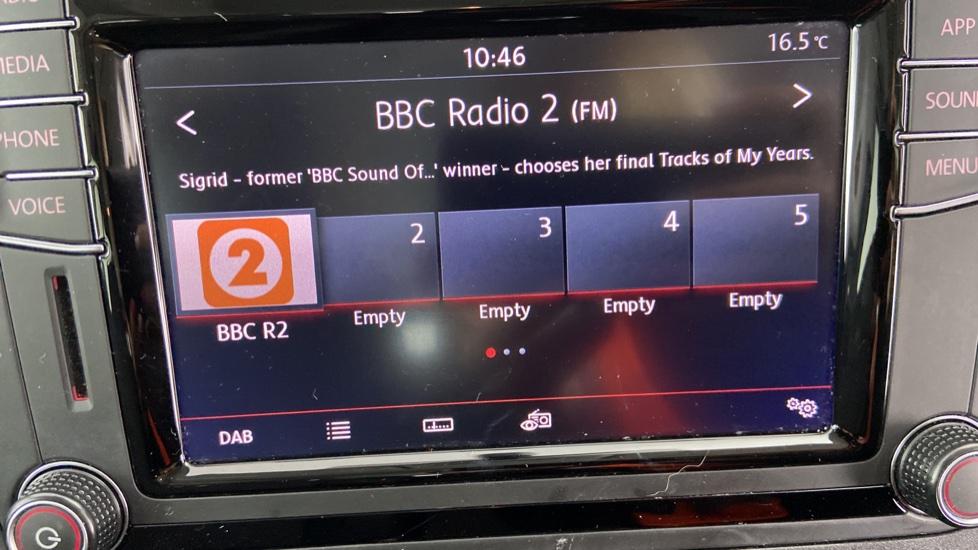 10:46
16.5°C
MEDIA
PHONE
VOICE
APP
SOUN
MENU
<
BBC Radio 2 (FM)
>
Sigrid - former 'BBC Sound Of...' winner - chooses her final Tracks of My Years.
2
2
3
4
5
BBC R2
Empty
Empty
Empty
Empty
DAB